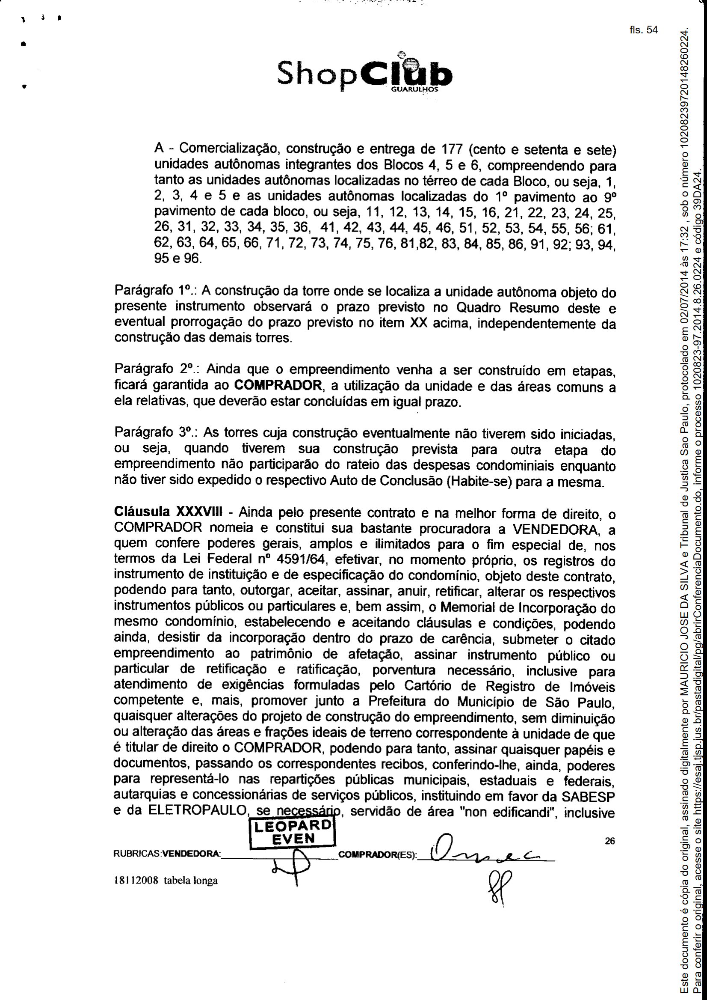 fls. 54
ShopClub
GUARULHOS
A - Comercialização, construção e entrega de 177 (cento e setenta e sete)
unidades autônomas integrantes dos Blocos 4, 5 e 6, compreendendo para
tanto as unidades autônomas localizadas no térreo de cada Bloco, ou seja, 1,
2, 3, 4 e 5 e as unidades autônomas localizadas do 1º pavimento ao 9º
pavimento de cada bloco, ou seja, 11, 12, 13, 14, 15, 16, 21, 22, 23, 24, 25,
26, 31, 32, 33, 34, 35, 36, 41, 42, 43, 44, 45, 46, 51, 52, 53, 54, 55, 56; 61,
62, 63, 64, 65, 66, 71, 72, 73, 74, 75, 76, 81,82, 83, 84, 85, 86, 91, 92; 93, 94,
95 e 96.
Parágrafo 1º.: A construção da torre onde se localiza a unidade autônoma objeto do
presente instrumento observará o prazo previsto no Quadro Resumo deste e
eventual prorrogação do prazo previsto no item XX acima, independentemente da
construção das demais torres.
Parágrafo 2º.: Ainda que o empreendimento venha a ser construído em etapas,
ficará garantida ao COMPRADOR, a utilização da unidade e das áreas comuns a
ela relativas, que deverão estar concluídas em igual prazo.
Parágrafo 3º.: As torres cuja construção eventualmente não tiverem sido iniciadas,
ou seja, quando tiverem sua construção prevista para outra etapa do
empreendimento não participarão do rateio das despesas condominiais enquanto
não tiver sido expedido o respectivo Auto de Conclusão (Habite-se) para a mesma.
Cláusula XXXVIII - Ainda pelo presente contrato e na melhor forma de direito, o
COMPRADOR nomeia e constitui sua bastante procuradora a VENDEDORA, a
quem confere poderes gerais, amplos e ilimitados para o fim especial de, nos
termos da Lei Federal nº 4591/64, efetivar, no momento próprio, os registros do
instrumento de instituição e de especificação do condomínio, objeto deste contrato,
podendo para tanto, outorgar, aceitar, assinar, anuir, retificar, alterar os respectivos
instrumentos públicos ou particulares e, bem assim, o Memorial de Incorporação do
mesmo condomínio, estabelecendo e aceitando cláusulas e condições, podendo
ainda, desistir da incorporação dentro do prazo de carência, submeter o citado
empreendimento ao patrimônio de afetação, assinar instrumento público ou
particular de retificação e ratificação, porventura necessário, inclusive para
atendimento de exigências formuladas pelo Cartório de Registro de Imóveis
competente e, mais, promover junto a Prefeitura do Município de São Paulo,
quaisquer alterações do projeto de construção do empreendimento, sem diminuição
ou alteração das áreas e frações ideais de terreno correspondente à unidade de que
é titular de direito o COMPRADOR, podendo para tanto, assinar quaisquer papéis e
documentos, passando os correspondentes recibos, conferindo-lhe, ainda, poderes
para representá-lo nas repartições públicas municipais, estaduais e federais,
autarquias e concessionárias de serviços públicos, instituindo em favor da SABESP
e da ELETROPAULO, se necessário, servidão de área "non edificandi", inclusive
LEOPARD
EVEN
26
RUBRICAS:VENDEDORA: COMPRADOR(ES):
18112008 tabela longa
Este documento é cópia do original, assinado digitalmente por MAURICIO JOSE DA SILVA e Tribunal de Justica Sao Paulo, protocolado em 02/07/2014 às 17:32 , sob o número 10208239720148260224.
Para conferir o original, acesse o site https://esaj.tjsp.jus.br/pastadigital/pg/abrirConferenciaDocumento.do, informe o processo 1020823-97.2014.8.26.0224 e código 39DA24.